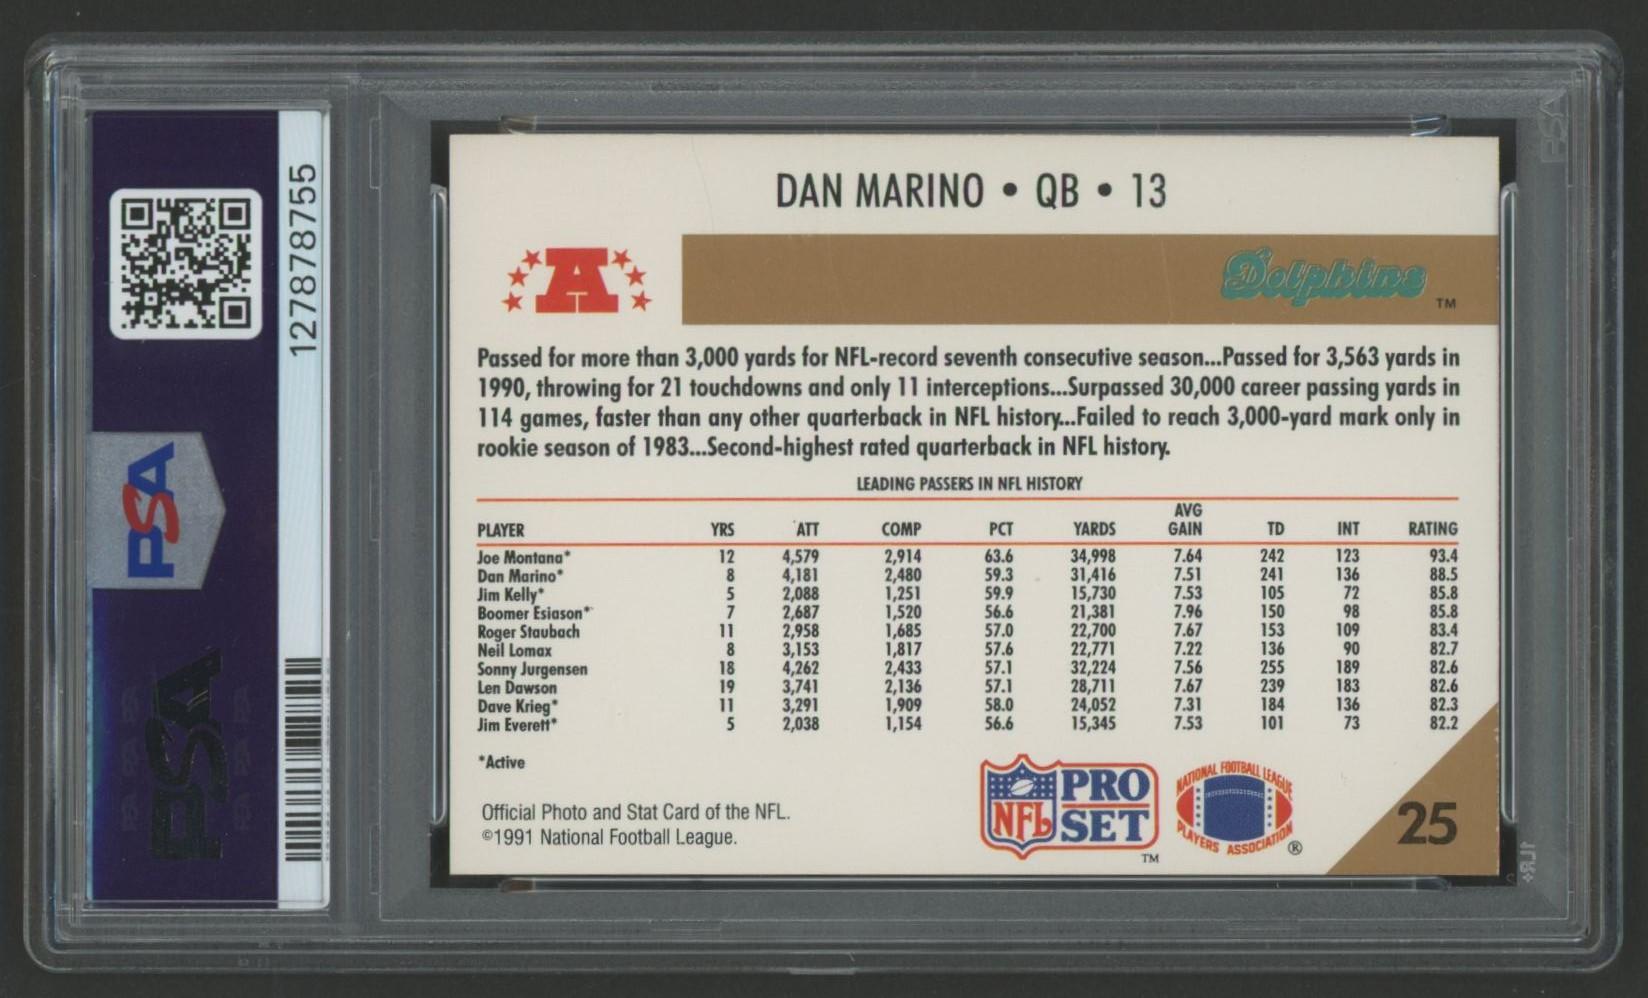 127878755
PSA
PSA
DAN MARINO • QB • 13
A
Dolphins
TM
Passed for more than 3,000 yards for NFL-record seventh consecutive season...Passed for 3,563 yards in
1990, throwing for 21 touchdowns and only 11 interceptions...Surpassed 30,000 career passing yards in
114 games, faster than any other quarterback in NFL history...Failed to reach 3,000-yard mark only in
rookie season of 1983...Second-highest rated quarterback in NFL history.
LEADING PASSERS IN NFL HISTORY
PLAYER YRS ATT COMP PCT YARDS AVG GAIN TD INT RATING
Joe Montana* 12 4,579 2,914 63.6 34,998 7.64 242 123 93.4
Dan Marino* 8 4,181 2,480 59.3 31,416 7.51 241 136 88.5
Jim Kelly* 5 2,088 1,251 59.9 15,730 7.53 105 72 85.8
Boomer Esiason* 7 2,687 1,520 56.6 21,381 7.96 150 98 85.8
Roger Staubach 11 2,958 1,685 57.0 22,700 7.67 153 109 83.4
Neil Lomax 8 3,153 1,817 57.6 22,771 7.22 136 90 82.7
Sonny Jurgensen 18 4,262 2,433 57.1 32,224 7.56 255 189 82.6
Len Dawson 19 3,741 2,136 57.1 28,711 7.67 239 183 82.6
Dave Krieg* 11 3,291 1,909 58.0 24,052 7.31 184 136 82.3
Jim Everett* 5 2,038 1,154 56.6 15,345 7.53 101 73 82.2
*Active
Official Photo and Stat Card of the NFL.
©1991 National Football League.
NFL PRO SET TM
NATIONAL FOOTBALL LEAGUE PLAYERS ASSOCIATION ®
25
PSA